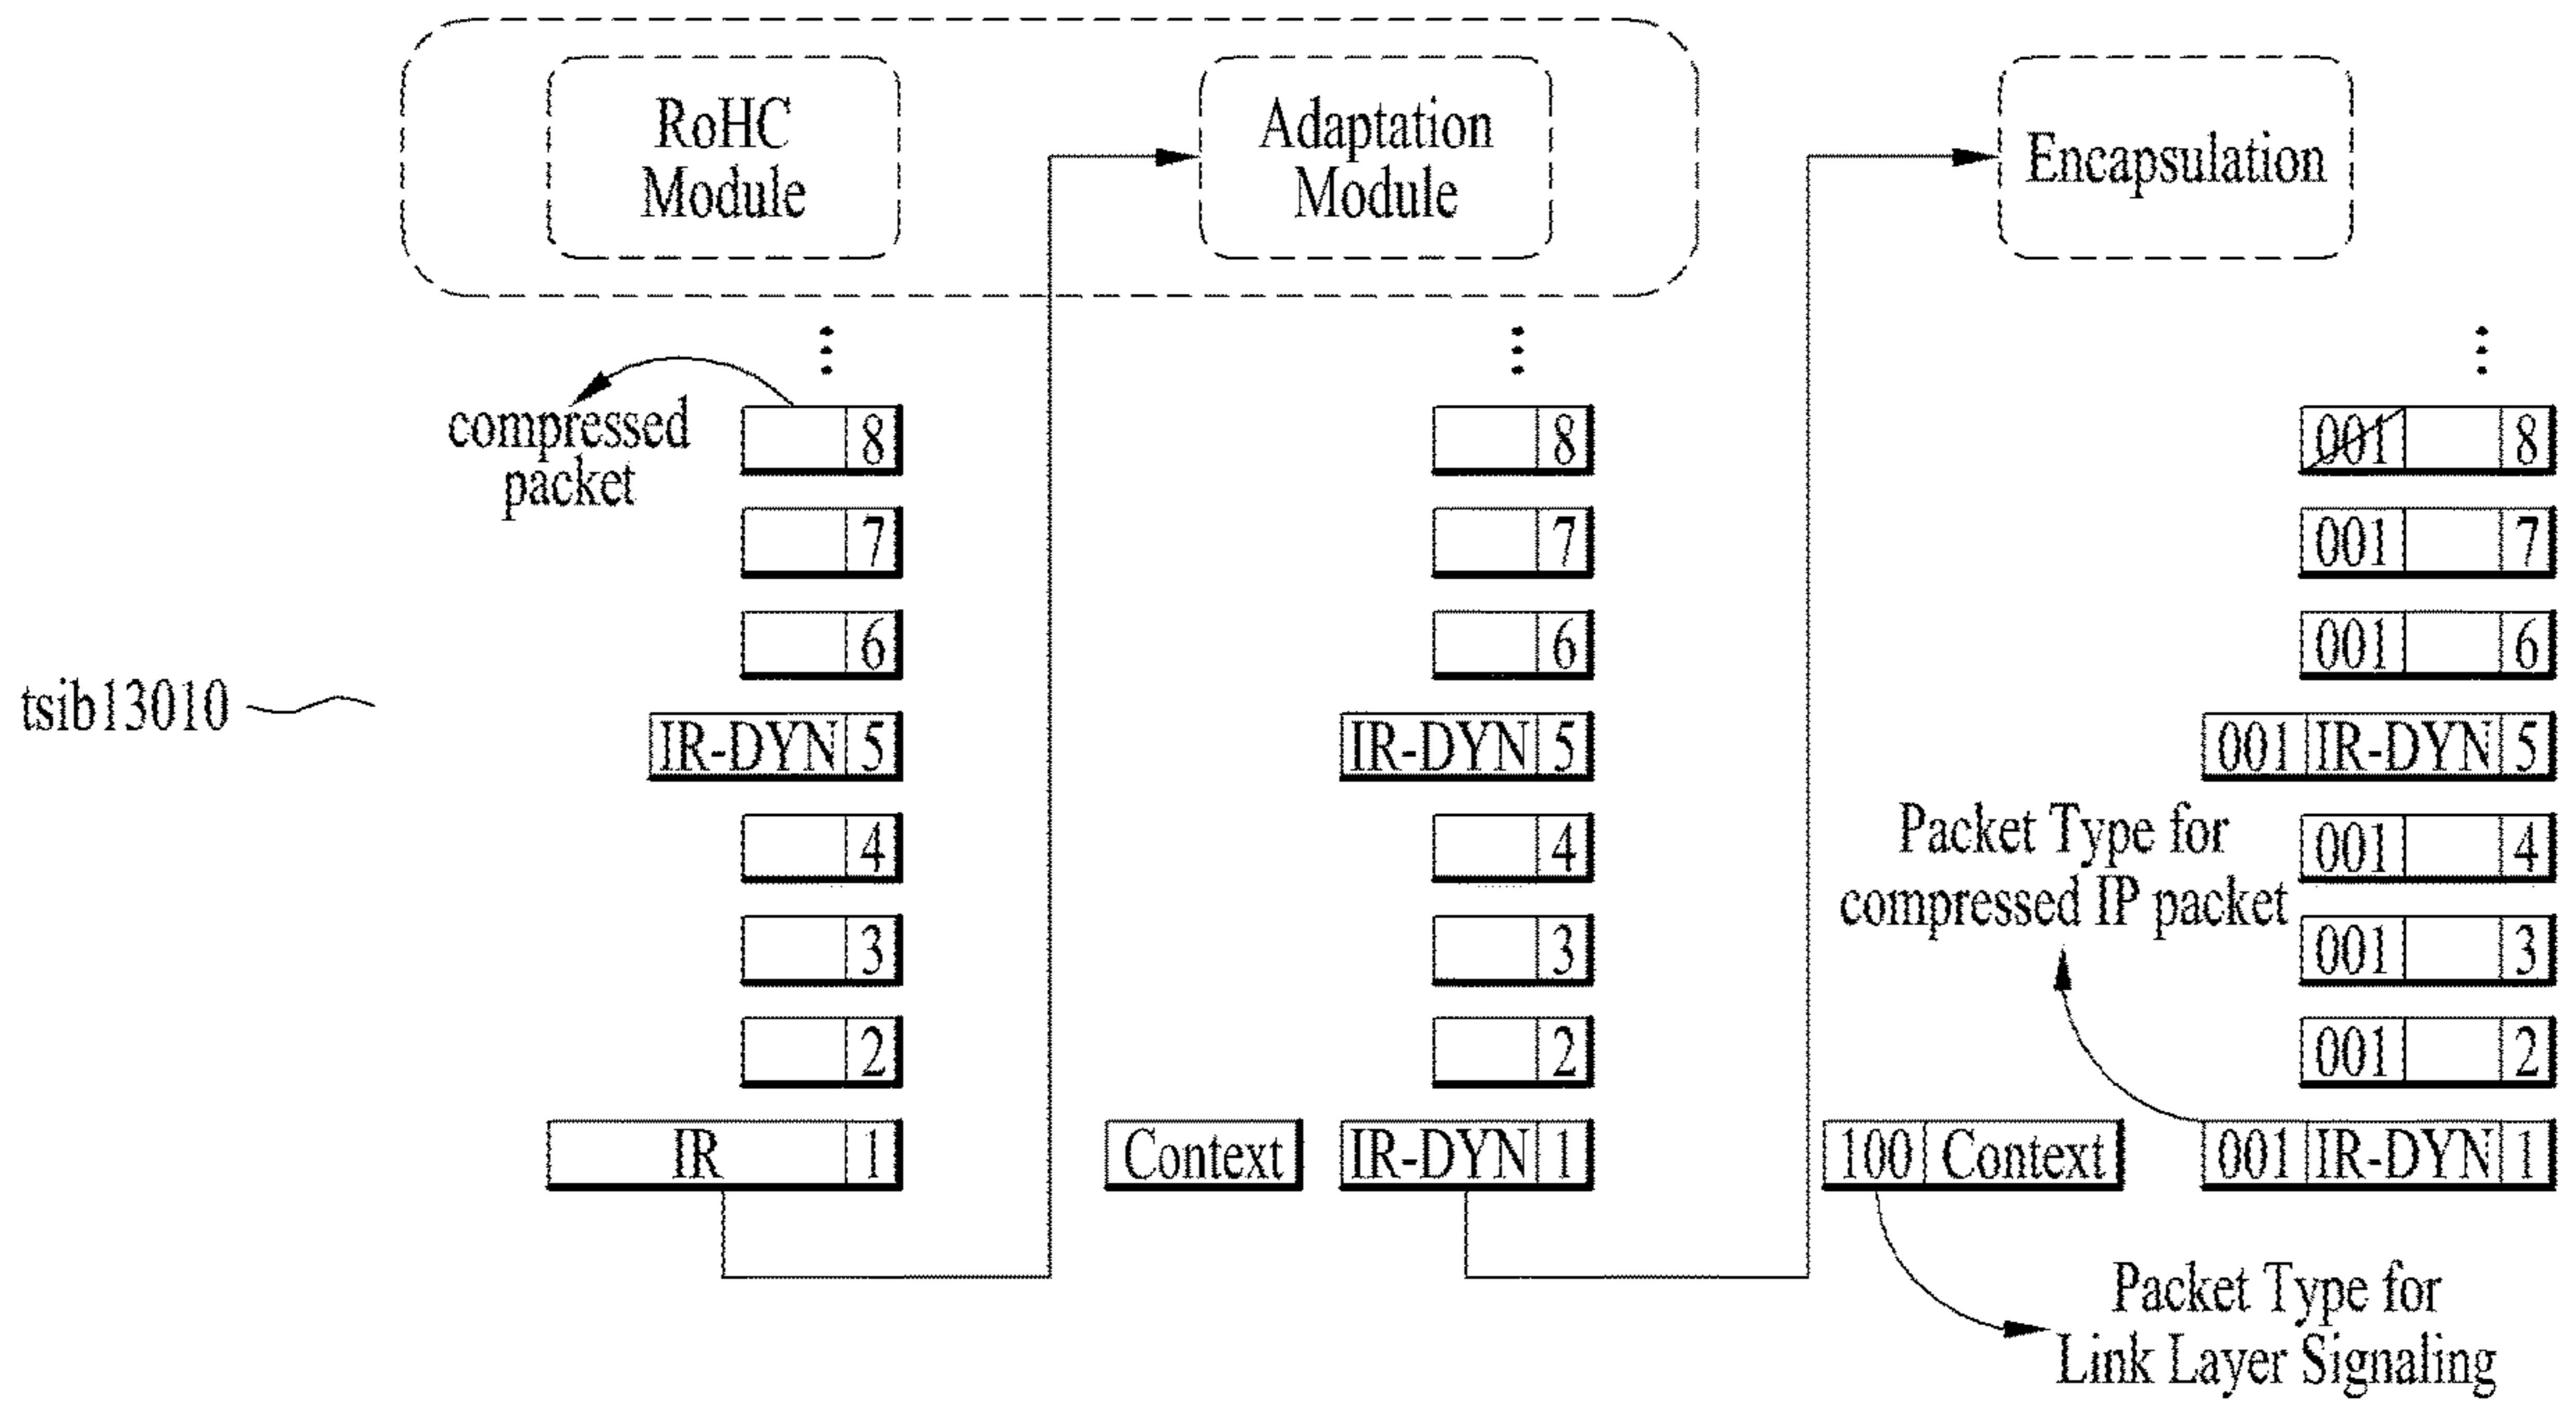 RoHC
Module
Adaptation
Module
Encapsulation
compressed
packet
8
8
001 8
7
7
001 7
6
6
001 6
tsib13010
IR-DYN 5
IR-DYN 5
001 IR-DYN 5
4
4
001 4
Packet Type for
compressed IP packet
3
3
001 3
2
2
001 2
IR 1
Context IR-DYN 1
100 Context 001 IR-DYN 1
Packet Type for
Link Layer Signaling